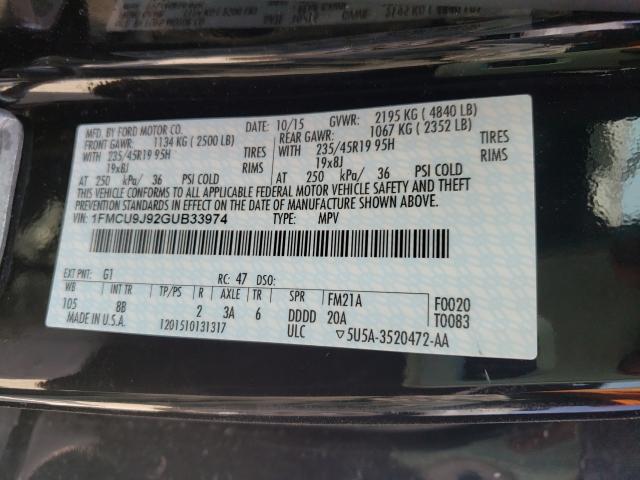 MFD. BY FORD MOTOR CO. 10/15 GVWR: 2195 KG ( 4840 LB)
FRONT GAWR: 1134 KG ( 2500 LB) REAR GAWR: 1067 KG ( 2352 LB)
WITH 235/45R19 95H TIRES WITH 235/45R19 95H TIRES
19x8J RIMS 19x8J RIMS
AT 250 kPa/ 36 PSI COLD AT 250 kPa/ 36 PSI COLD
THIS VEHICLE CONFORMS TO ALL APPLICABLE FEDERAL MOTOR VEHICLE SAFETY AND THEFT
PREVENTION STANDARDS IN EFFECT ON THE DATE OF MANUFACTURE SHOWN ABOVE.
VIN: 1FMCU9J92GUB33974 TYPE: MPV
EXT PNT: G1 RC: 47 DSO:
WB BRK INT TR TP/PS R AXLE TR SPR FM21A F0020
105 8B 2 3A 6 DDDD 20A T0083
MADE IN U.S.A. 1201510131317 ULC ▽5U5A-3520472-AA